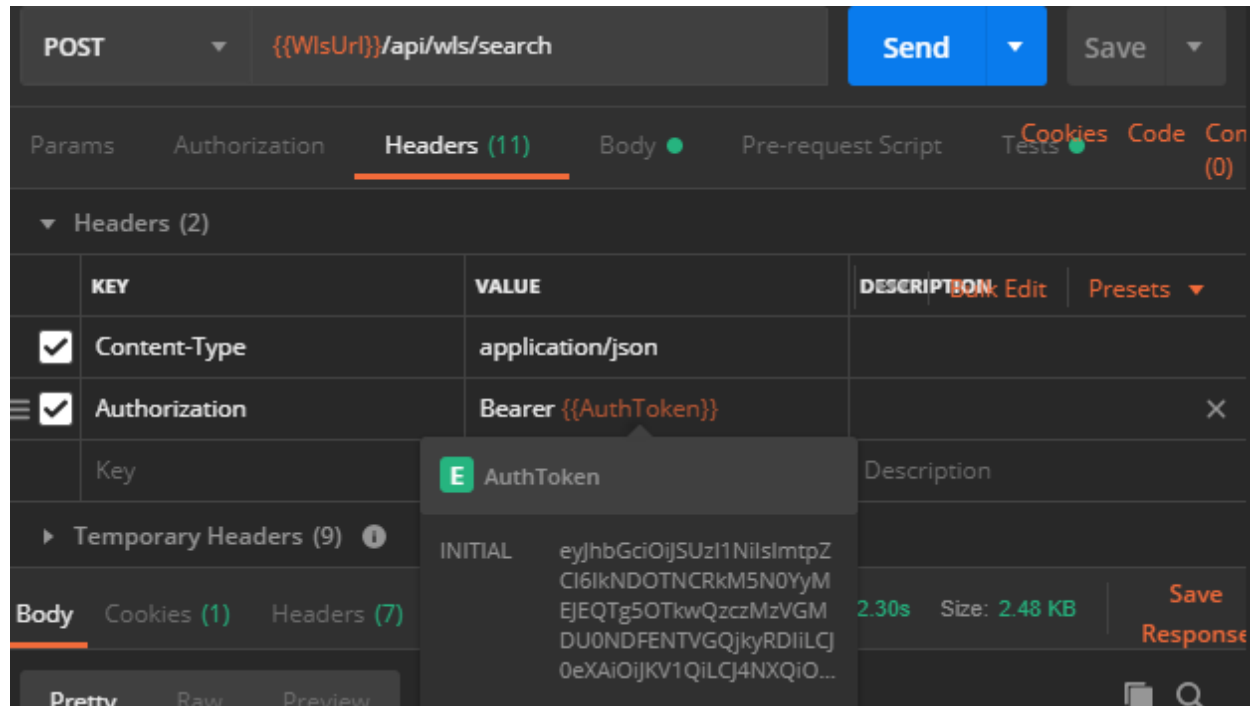 POST {{WlsUrl}}/api/wls/search Send Save
Params Authorization Headers (11) Body Pre-request Script Tests Cookies Code Com
(0)
Headers (2)
KEY VALUE DESCRIPTION Bulk Edit Presets
Content-Type application/json
Authorization Bearer {{AuthToken}}
Key E AuthToken Description
Temporary Headers (9)
INITIAL eyJhbGciOiJSUzI1NiIsImtpZ
CI6IkNDOTNCRkM5N0YyM
EJEQTg5OTkwQzczMzVGM
DU0NDFENTVGQjkyRDIiLCJ
0eXAiOiJKV1QiLCJ4NXQiO...
Body Cookies (1) Headers (7) 2.30s Size: 2.48 KB Save
Response
Pretty Raw Preview